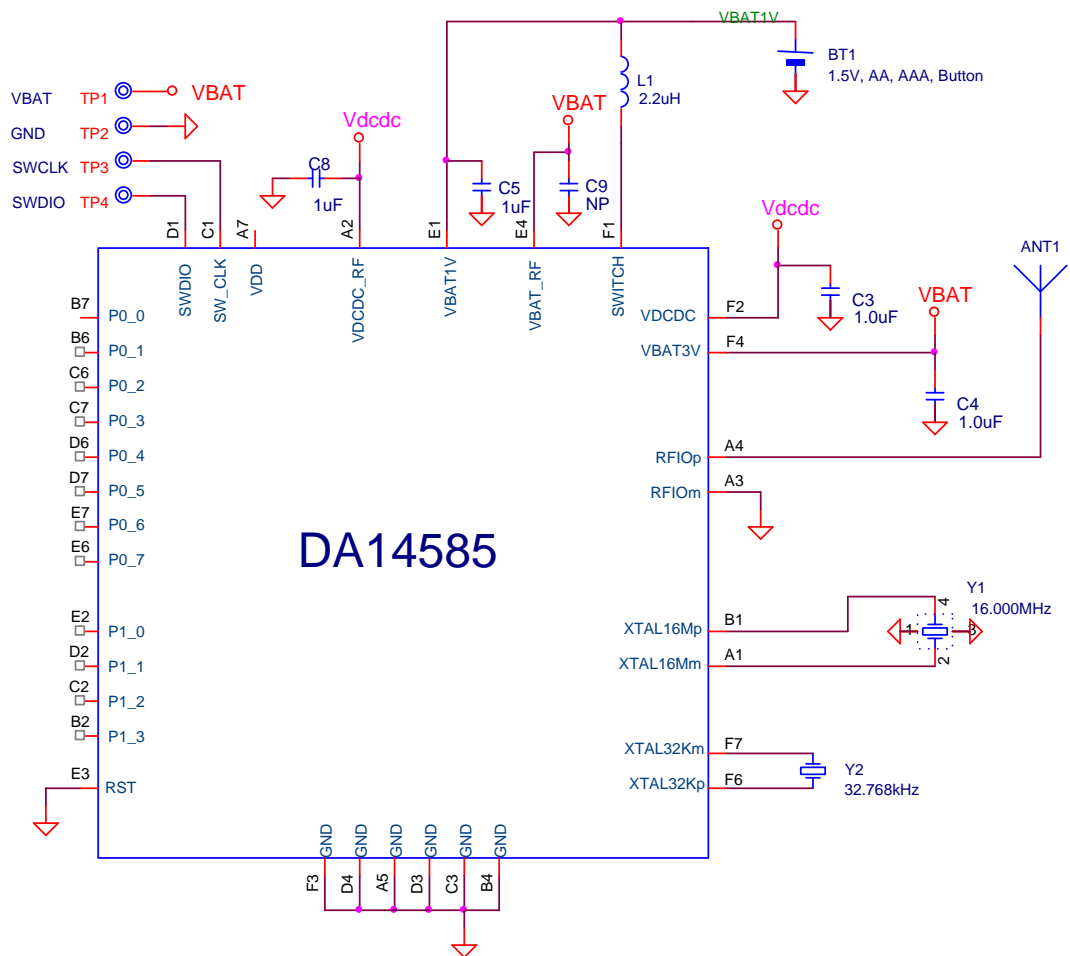 VBAT1V
BT1
1.5V, AA, AAA, Button
L1
2.2uH
VBAT TP1 VBAT
GND TP2
SWCLK TP3
SWDIO TP4
Vdcdc
C8
1uF
VBAT
C5
1uF
C9
NP
D1 C1 A7 A2 E1 E4 F1
SWDIO SW_CLK VDD VDCDC_RF VBAT1V VBAT_RF SWITCH
Vdcdc
C3
1.0uF
VBAT
C4
1.0uF
ANT1
B7 P0_0
B6 P0_1
C6 P0_2
C7 P0_3
D6 P0_4
D7 P0_5
E7 P0_6
E6 P0_7
E2 P1_0
D2 P1_1
C2 P1_2
B2 P1_3
E3 RST
DA14585
VDCDC F2
VBAT3V F4
RFIOp A4
RFIOm A3
XTAL16Mp B1
XTAL16Mm A1
XTAL32Km F7
XTAL32Kp F6
Y1
16.000MHz
4
1 3
2
Y2
32.768kHz
GND GND GND GND GND GND
F3 D4 A5 D3 C3 B4